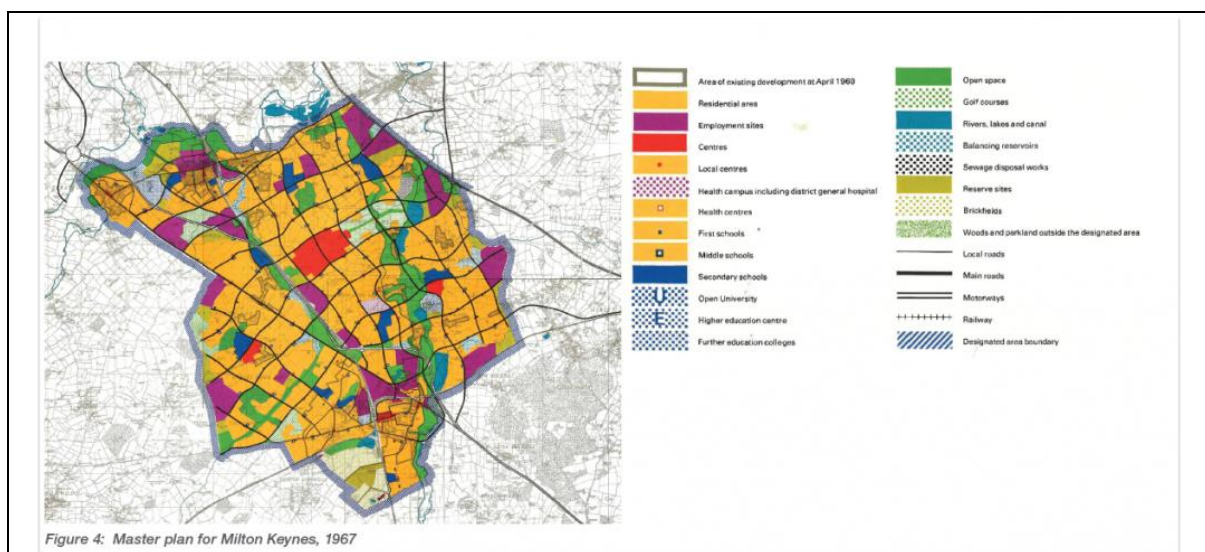 Area of existing development at April 1969
Residential area
Employment sites
Centres
Local centres
Health campus including district general hospital
Health centres
First schools
Middle schools
Secondary schools
U
Open University
E
Higher education centre
Further education colleges
Open space
Golf courses
Rivers, lakes and canal
Balancing reservoirs
Sewage disposal works
Reserve sites
Brickfields
Woods and parkland outside the designated area
Local roads
Main roads
Motorways
Railway
Designated area boundary
Figure 4: Master plan for Milton Keynes, 1967